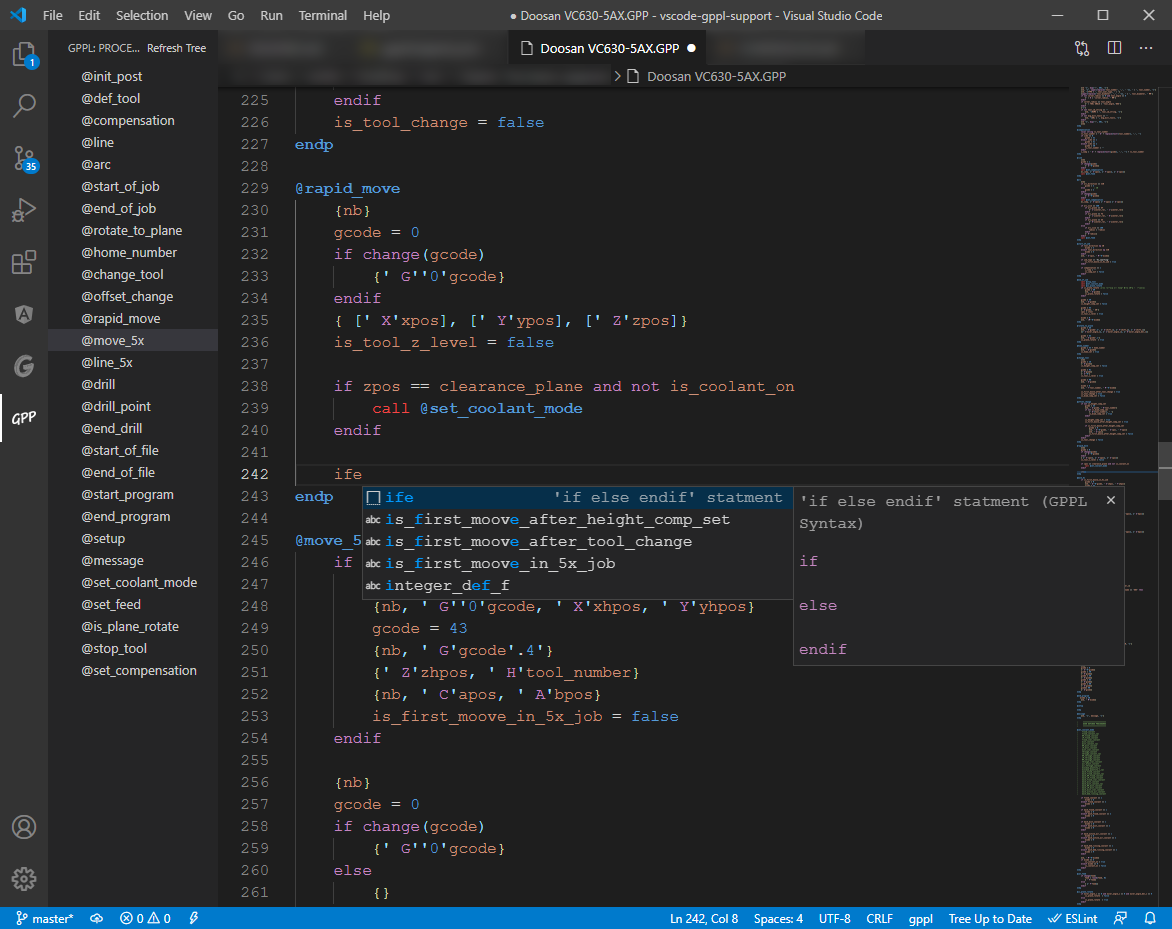 File Edit Selection View Go Run Terminal Help ● Doosan VC630-5AX.GPP - vscode-gppl-support - Visual Studio Code
GPPL: PROCE... Refresh Tree
Doosan VC630-5AX.GPP ●
> Doosan VC630-5AX.GPP
1
35
GPP
@init_post
@def_tool
@compensation
@line
@arc
@start_of_job
@end_of_job
@rotate_to_plane
@home_number
@change_tool
@offset_change
@rapid_move
@move_5x
@line_5x
@drill
@drill_point
@end_drill
@start_of_file
@end_of_file
@start_program
@end_program
@setup
@message
@set_coolant_mode
@set_feed
@is_plane_rotate
@stop_tool
@set_compensation
225 endif
226 is_tool_change = false
227 endp
228
229 @rapid_move
230 {nb}
231 gcode = 0
232 if change(gcode)
233 {' G''0'gcode}
234 endif
235 { [' X'xpos], [' Y'ypos], [' Z'zpos]}
236 is_tool_z_level = false
237
238 if zpos == clearance_plane and not is_coolant_on
239 call @set_coolant_mode
240 endif
241
242 ife
243 endp
244
245 @move_5
246 if
247
248 {nb, ' G''0'gcode, ' X'xhpos, ' Y'yhpos}
249 gcode = 43
250 {nb, ' G'gcode'.4'}
251 {' Z'zhpos, ' H'tool_number}
252 {nb, ' C'apos, ' A'bpos}
253 is_first_moove_in_5x_job = false
254 endif
255
256 {nb}
257 gcode = 0
258 if change(gcode)
259 {' G''0'gcode}
260 else
261 {}
ife 'if else endif' statment
abc is_first_moove_after_height_comp_set
abc is_first_moove_after_tool_change
abc is_first_moove_in_5x_job
abc integer_def_f
'if else endif' statment (GPPL
Syntax)
if
else
endif
master* 0 0 Ln 242, Col 8 Spaces: 4 UTF-8 CRLF gppl Tree Up to Date ESLint